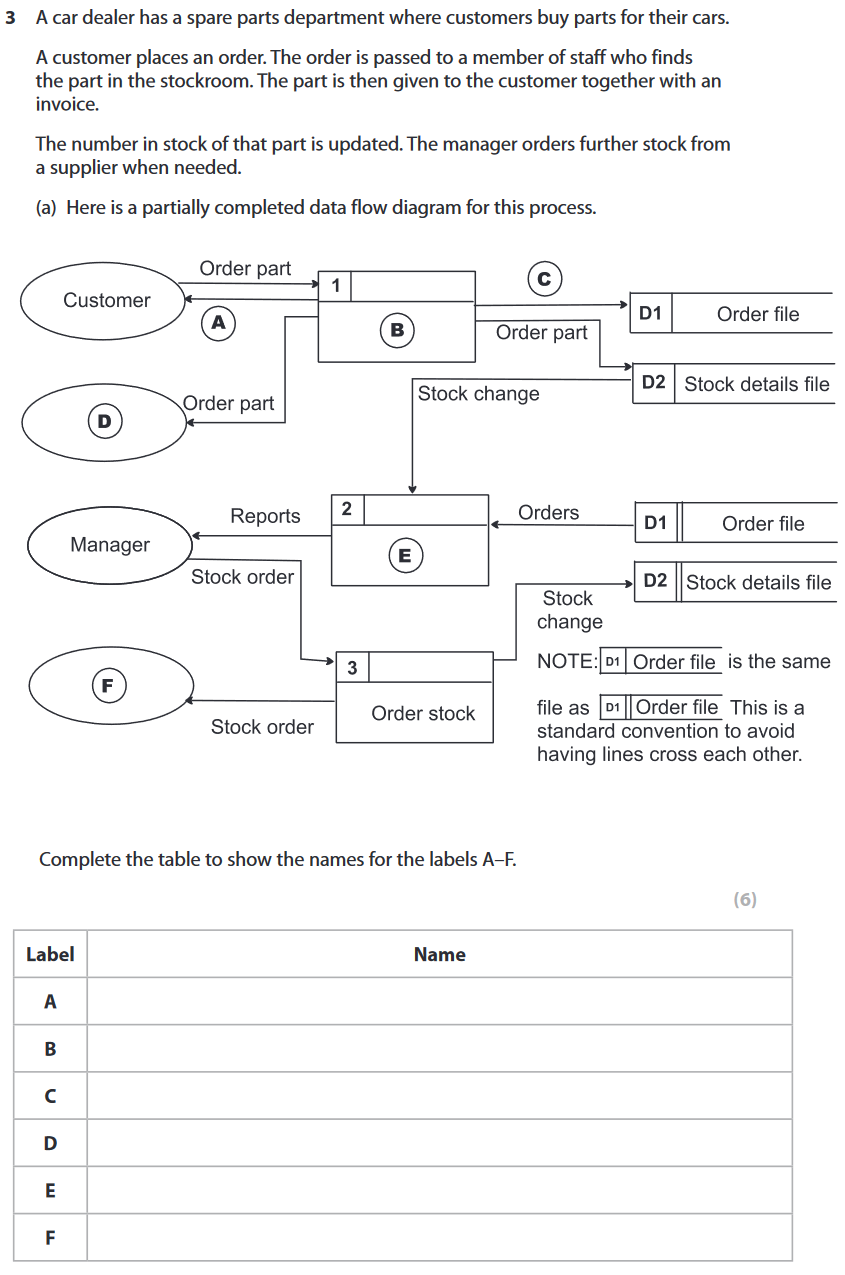 3 A car dealer has a spare parts department where customers buy parts for their cars.
A customer places an order. The order is passed to a member of staff who finds
the part in the stockroom. The part is then given to the customer together with an
invoice.
The number in stock of that part is updated. The manager orders further stock from
a supplier when needed.
(a) Here is a partially completed data flow diagram for this process.
Customer
Order part
A
1
B
C
Order part
D1 Order file
D2 Stock details file
D
Order part
Stock change
Manager
Reports
Stock order
2
E
Orders
D1 Order file
D2 Stock details file
Stock
change
F
Stock order
3
Order stock
NOTE: D1 Order file is the same
file as D1 Order file This is a
standard convention to avoid
having lines cross each other.
Complete the table to show the names for the labels A–F.
(6)
Label Name
A
B
C
D
E
F